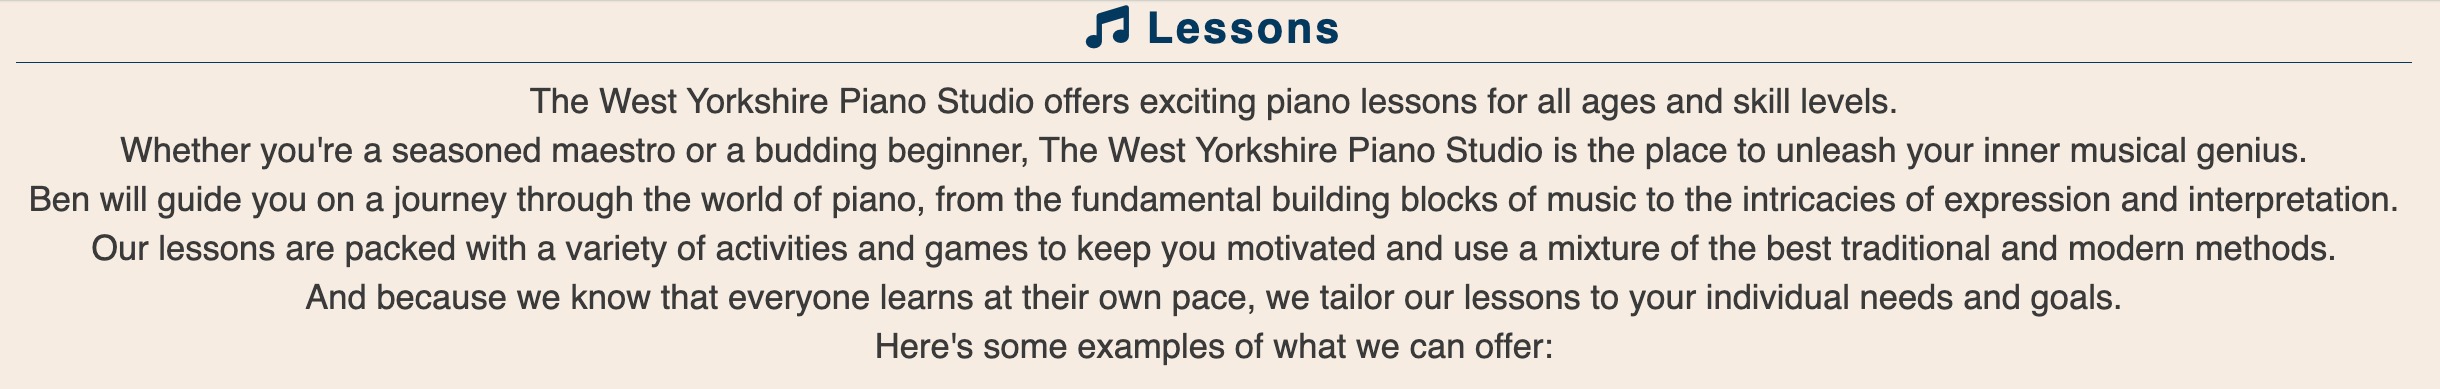 Lessons
The West Yorkshire Piano Studio offers exciting piano lessons for all ages and skill levels.
Whether you're a seasoned maestro or a budding beginner, The West Yorkshire Piano Studio is the place to unleash your inner musical genius.
Ben will guide you on a journey through the world of piano, from the fundamental building blocks of music to the intricacies of expression and interpretation.
Our lessons are packed with a variety of activities and games to keep you motivated and use a mixture of the best traditional and modern methods.
And because we know that everyone learns at their own pace, we tailor our lessons to your individual needs and goals.
Here's some examples of what we can offer: